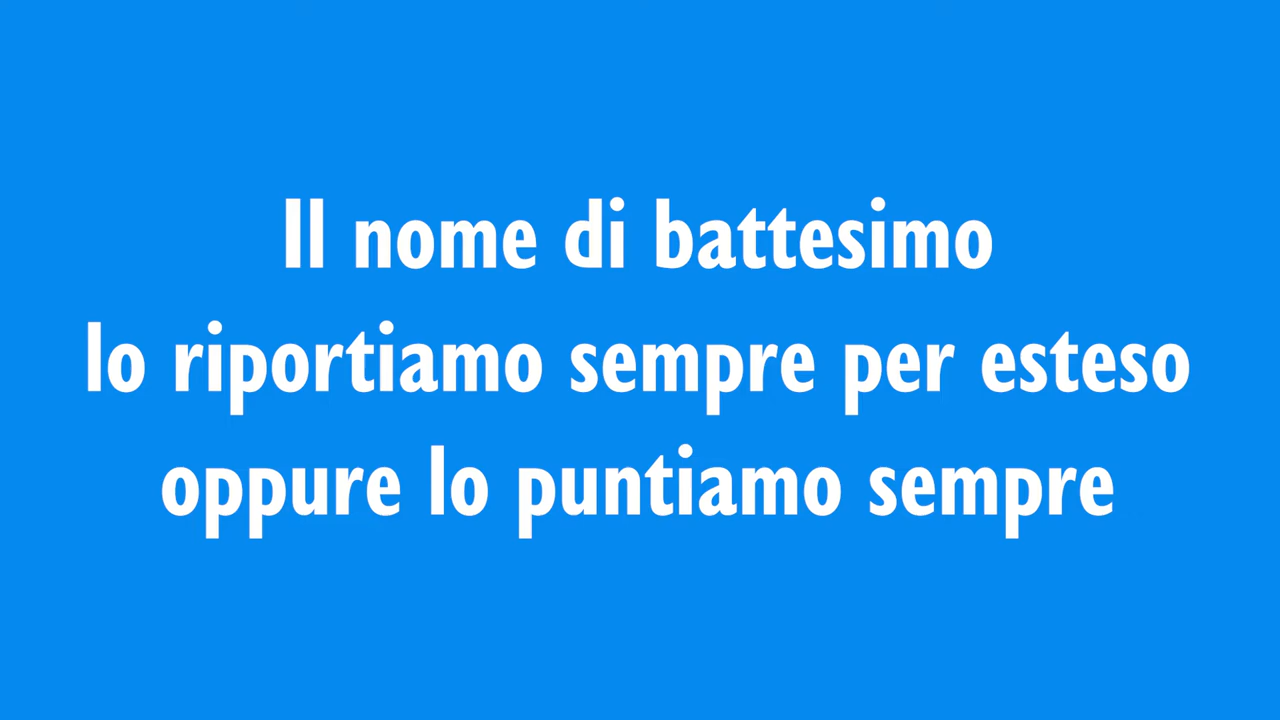 Il nome di battesimo
lo riportiamo sempre per esteso
oppure lo puntiamo sempre